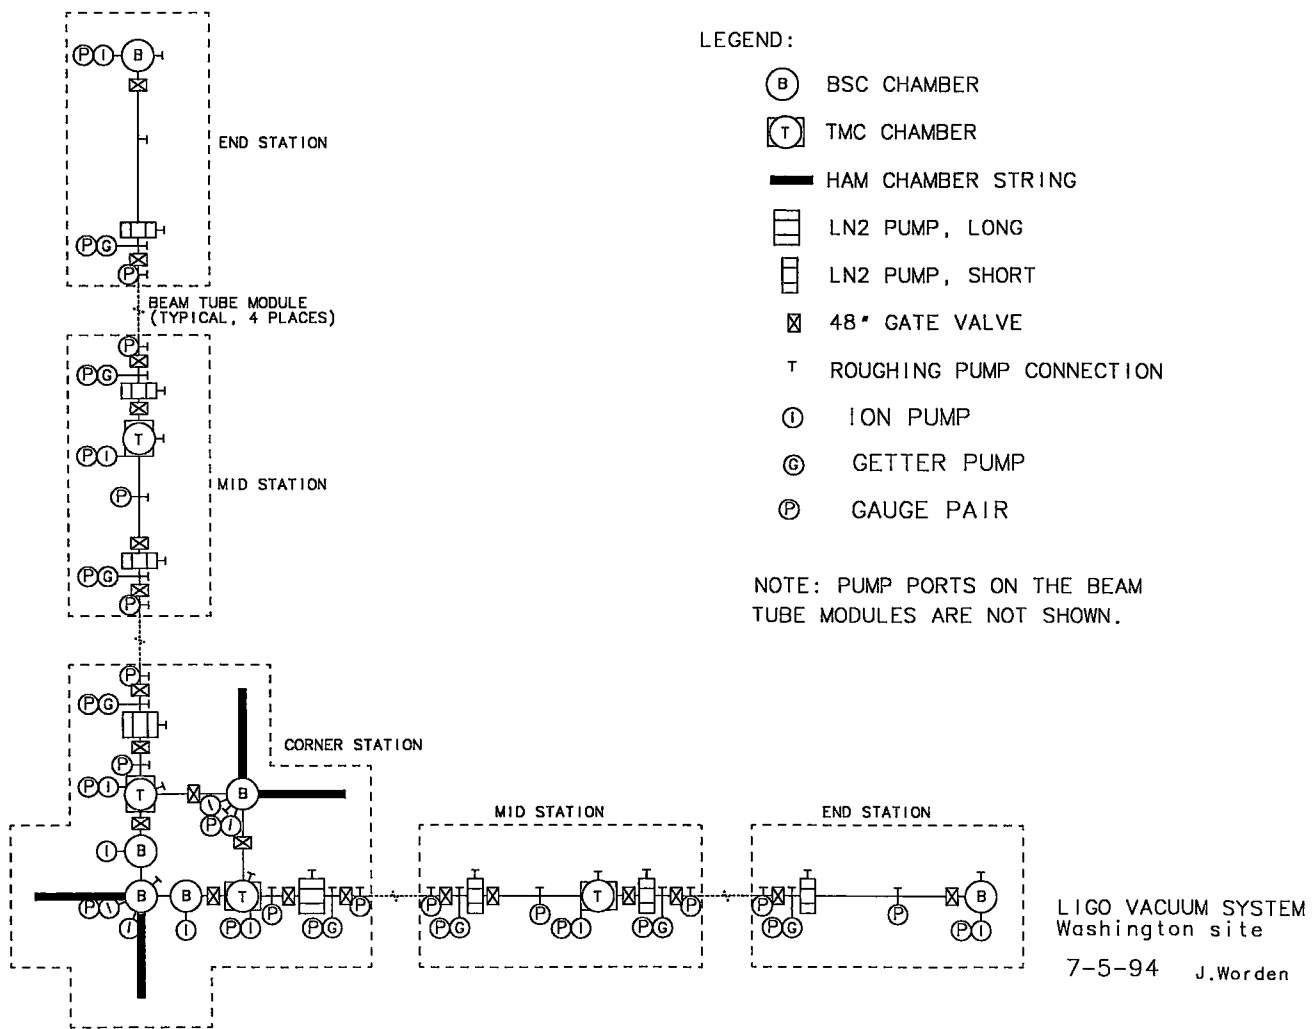 LEGEND:
B BSC CHAMBER
T TMC CHAMBER
HAM CHAMBER STRING
LN2 PUMP, LONG
LN2 PUMP, SHORT
48" GATE VALVE
ROUGHING PUMP CONNECTION
I ION PUMP
G GETTER PUMP
P GAUGE PAIR
NOTE: PUMP PORTS ON THE BEAM
TUBE MODULES ARE NOT SHOWN.
P I B
END STATION
P G
P
BEAM TUBE MODULE
(TYPICAL, 4 PLACES)
P
P G
T
P I
P
MID STATION
P G
P
P
P G
CORNER STATION
P
P I T B
I
P I
I B
B B T
P I
I
I
P I
P
P G
P
MID STATION
P
P G
P
T
P I
P G
P
END STATION
P
P G
P
B
P I
LIGO VACUUM SYSTEM
Washington site
7-5-94 J.Worden